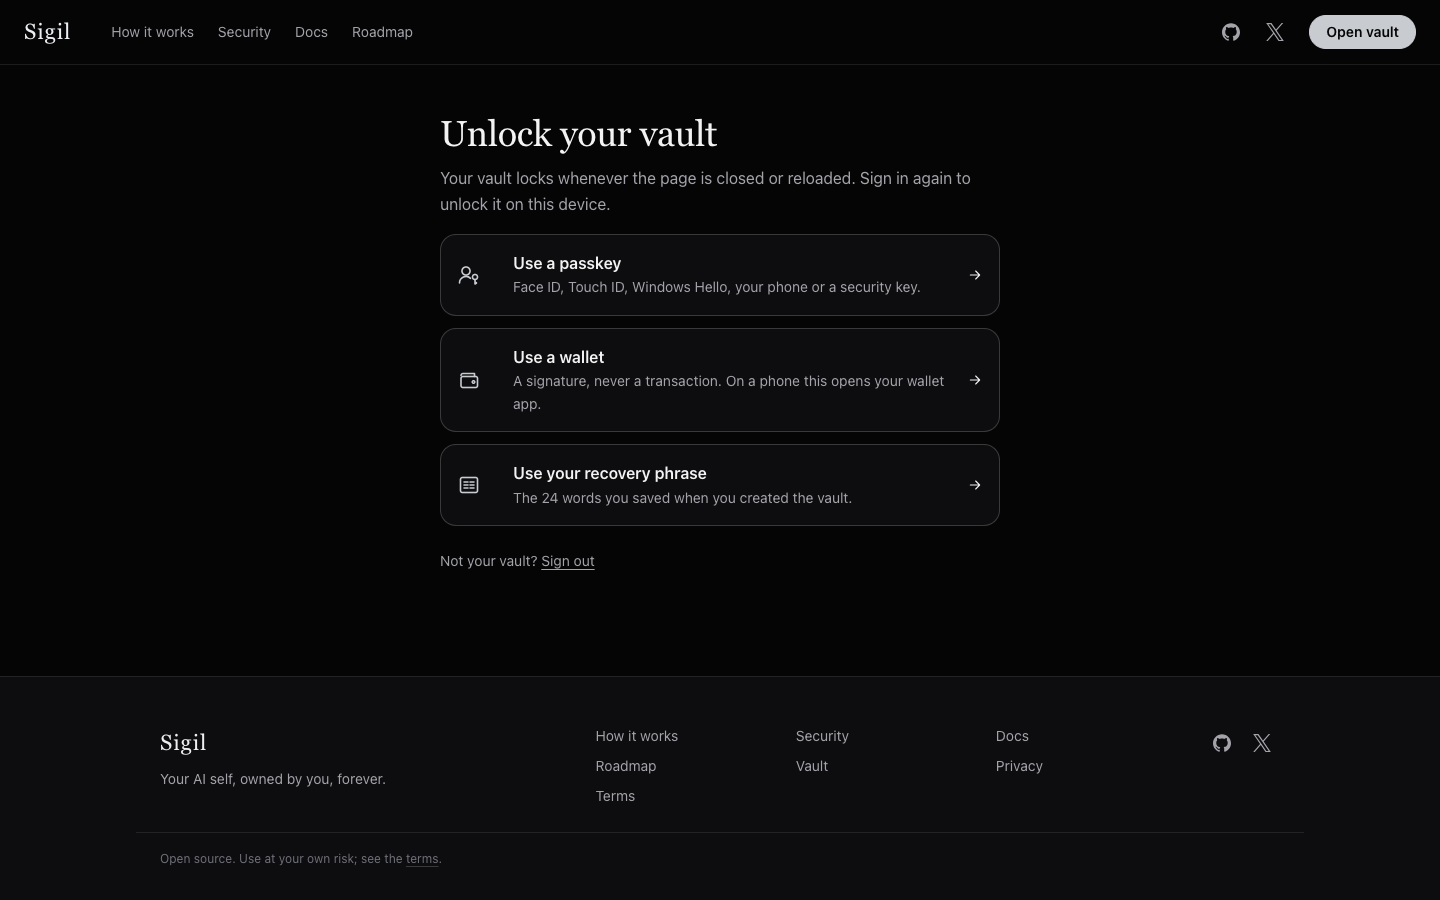 Sigil
How it works
Security
Docs
Roadmap
Open vault
Unlock your vault
Your vault locks whenever the page is closed or reloaded. Sign in again to
unlock it on this device.
Use a passkey
Face ID, Touch ID, Windows Hello, your phone or a security key.
Use a wallet
A signature, never a transaction. On a phone this opens your wallet
app.
Use your recovery phrase
The 24 words you saved when you created the vault.
Not your vault? Sign out
Sigil
Your AI self, owned by you, forever.
How it works
Security
Docs
Roadmap
Vault
Privacy
Terms
Open source. Use at your own risk; see the terms.